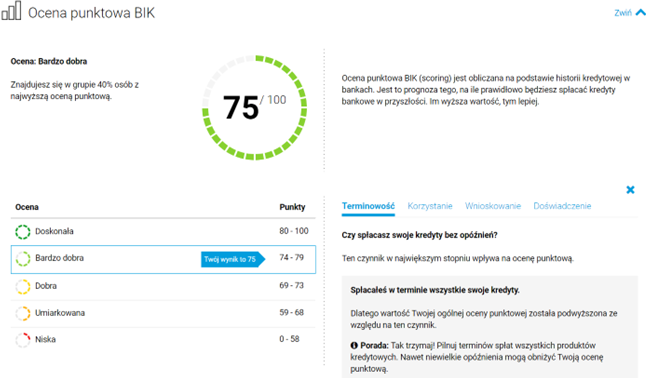 Ocena punktowa BIK
Zwiń
Ocena: Bardzo dobra
Znajdujesz się w grupie 40% osób z
najwyższą oceną punktową.
75 / 100
Ocena punktowa BIK (scoring) jest obliczana na podstawie historii kredytowej w
bankach. Jest to prognoza tego, na ile prawidłowo będziesz spłacać kredyty
bankowe w przyszłości. Im wyższa wartość, tym lepiej.
Ocena Punkty
Doskonała 80 - 100
Bardzo dobra Twój wynik to 75 74 - 79
Dobra 69 - 73
Umiarkowana 59 - 68
Niska 0 - 58
Terminowość Korzystanie Wnioskowanie Doświadczenie
Czy spłacasz swoje kredyty bez opóźnień?
Ten czynnik w największym stopniu wpływa na ocenę punktową.
Spłacałeś w terminie wszystkie swoje kredyty.
Dlatego wartość Twojej ogólnej oceny punktowej została podwyższona ze
względu na ten czynnik.
Porada: Tak trzymaj! Pilnuj terminów spłat wszystkich produktów
kredytowych. Nawet niewielkie opóźnienia mogą obniżyć Twoją ocenę
punktową.